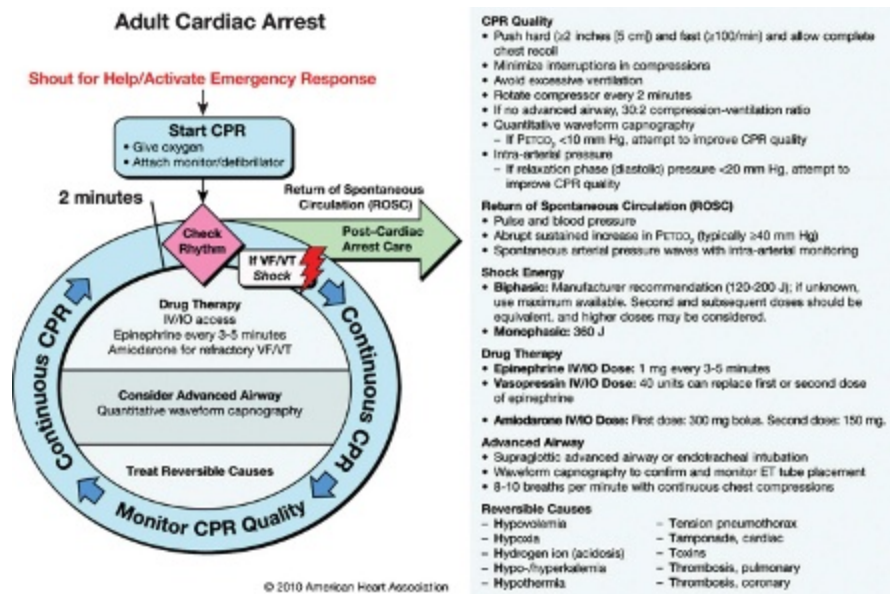 Adult Cardiac Arrest
Shout for Help/Activate Emergency Response
Start CPR
• Give oxygen
• Attach monitor/defibrillator
2 minutes
Return of Spontaneous
Circulation (ROSC)
Check
Rhythm
Post–Cardiac
Arrest Care
If VF/VT
Shock
Drug Therapy
IV/IO access
Epinephrine every 3-5 minutes
Amiodarone for refractory VF/VT
Consider Advanced Airway
Quantitative waveform capnography
Treat Reversible Causes
Continuous CPR
Continuous CPR
Monitor CPR Quality
© 2010 American Heart Association
CPR Quality
• Push hard (≥2 inches [5 cm]) and fast (≥100/min) and allow complete
chest recoil
• Minimize interruptions in compressions
• Avoid excessive ventilation
• Rotate compressor every 2 minutes
• If no advanced airway, 30:2 compression-ventilation ratio
• Quantitative waveform capnography
– If PETCO₂ <10 mm Hg, attempt to improve CPR quality
• Intra-arterial pressure
– If relaxation phase (diastolic) pressure <20 mm Hg, attempt to
improve CPR quality
Return of Spontaneous Circulation (ROSC)
• Pulse and blood pressure
• Abrupt sustained increase in PETCO₂ (typically ≥40 mm Hg)
• Spontaneous arterial pressure waves with intra-arterial monitoring
Shock Energy
• Biphasic: Manufacturer recommendation (120-200 J); if unknown,
use maximum available. Second and subsequent doses should be
equivalent, and higher doses may be considered.
• Monophasic: 360 J
Drug Therapy
• Epinephrine IV/IO Dose: 1 mg every 3-5 minutes
• Vasopressin IV/IO Dose: 40 units can replace first or second dose
of epinephrine
• Amiodarone IV/IO Dose: First dose: 300 mg bolus. Second dose: 150 mg.
Advanced Airway
• Supraglottic advanced airway or endotracheal intubation
• Waveform capnography to confirm and monitor ET tube placement
• 8-10 breaths per minute with continuous chest compressions
Reversible Causes
– Hypovolemia
– Hypoxia
– Hydrogen ion (acidosis)
– Hypo-/hyperkalemia
– Hypothermia
– Tension pneumothorax
– Tamponade, cardiac
– Toxins
– Thrombosis, pulmonary
– Thrombosis, coronary